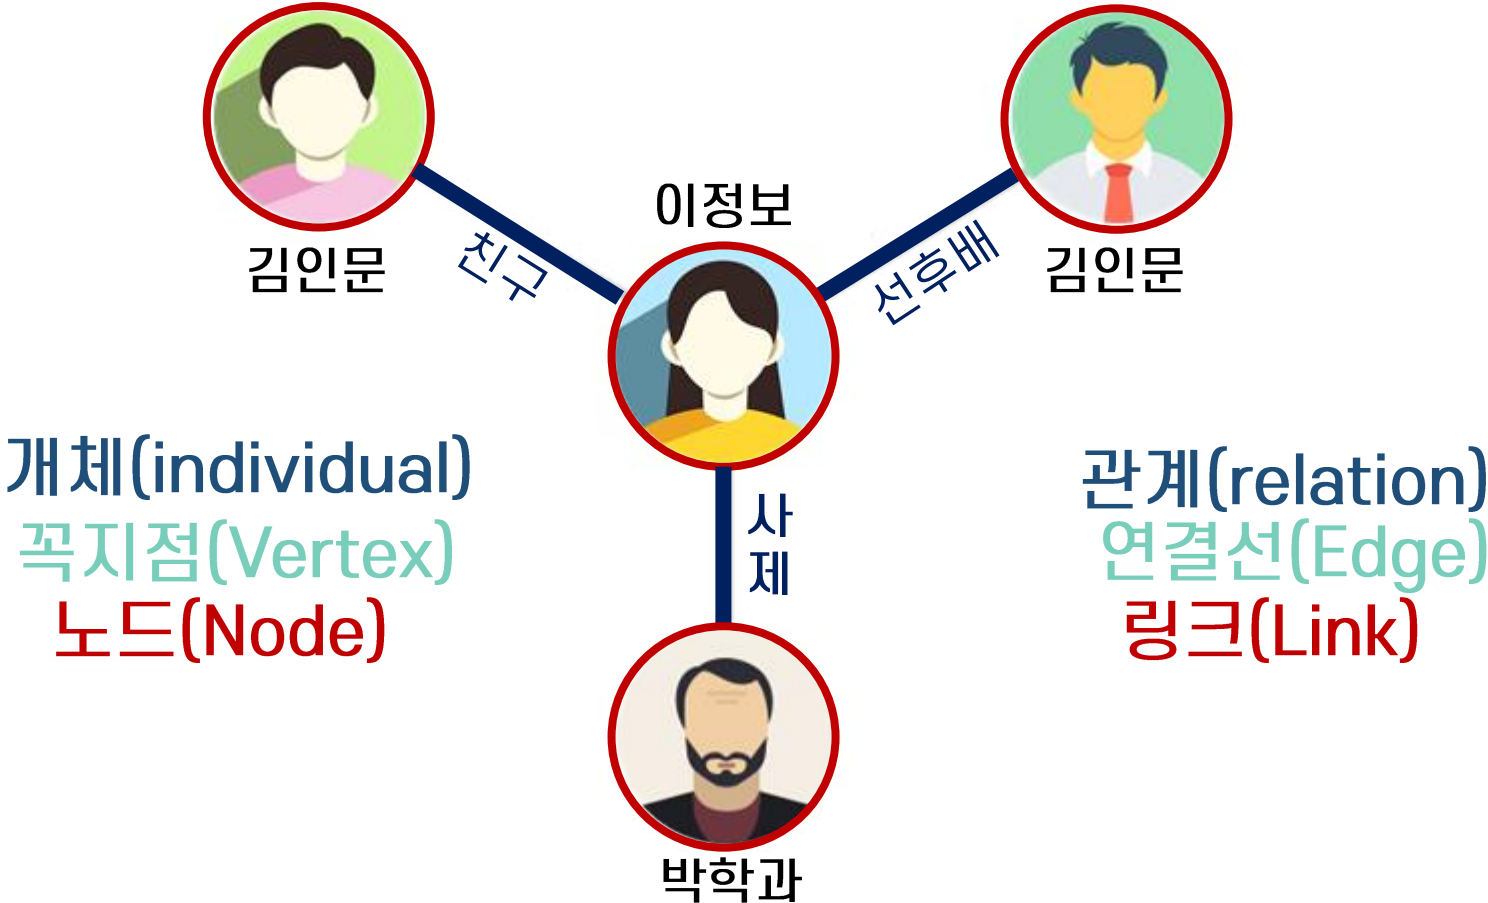 이정보
김인문
김인문
친구
선후배
개체(individual)
꼭지점(Vertex)
노드(Node)
관계(relation)
연결선(Edge)
링크(Link)
사
제
박학과